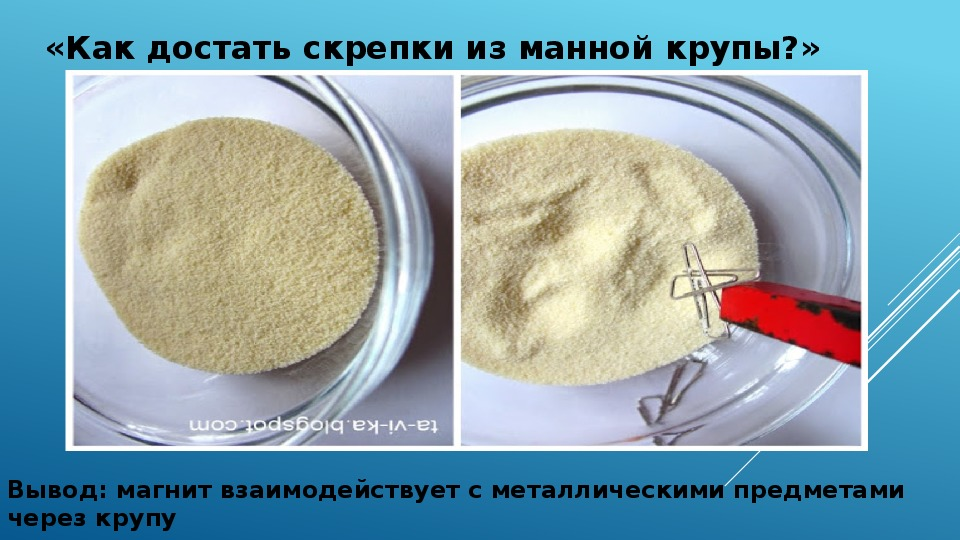 «Как достать скрепки из манной крупы?»
ta-vi-ka.blogspot.com
Вывод: магнит взаимодействует с металлическими предметами
через крупу